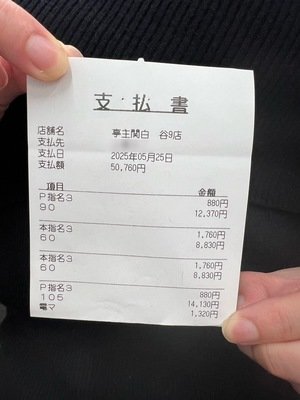 支払書
店舗名 亭主関白 谷9店
支払先
支払日 2025年05月25日
支払額 50,760円
項目 金額
P指名3 880円
90 12,370円
本指名3 1,760円
60 8,830円
本指名3 1,760円
60 8,830円
P指名3 880円
105 14,130円
電マ 1,320円